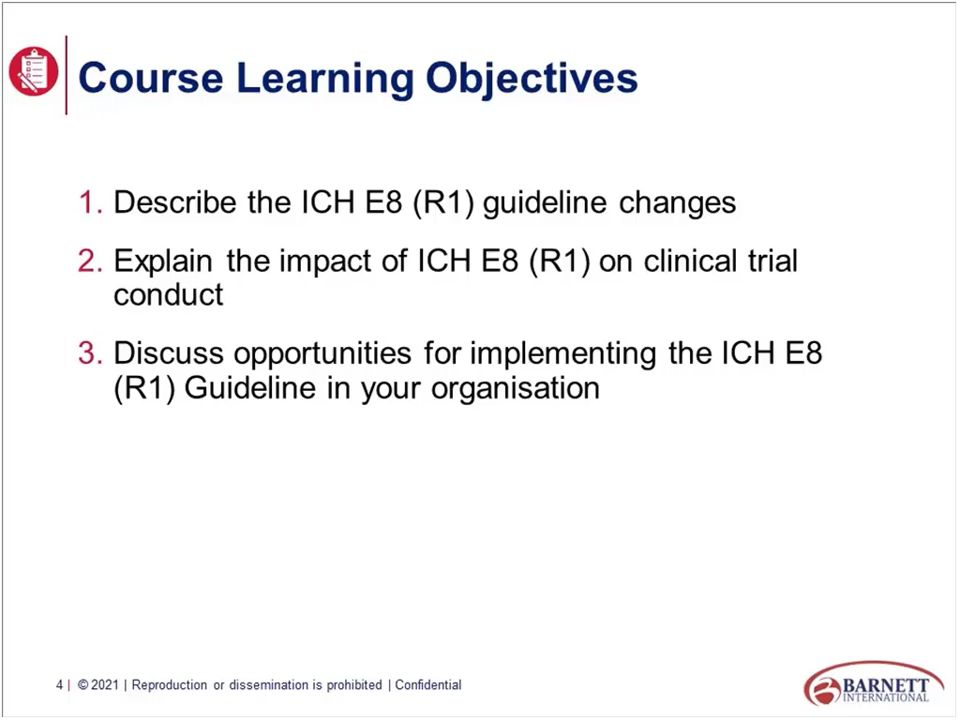 Course Learning Objectives
1. Describe the ICH E8 (R1) guideline changes
2. Explain the impact of ICH E8 (R1) on clinical trial
conduct
3. Discuss opportunities for implementing the ICH E8
(R1) Guideline in your organisation
4 | © 2021 | Reproduction or dissemination is prohibited | Confidential
BARNETT
INTERNATIONAL